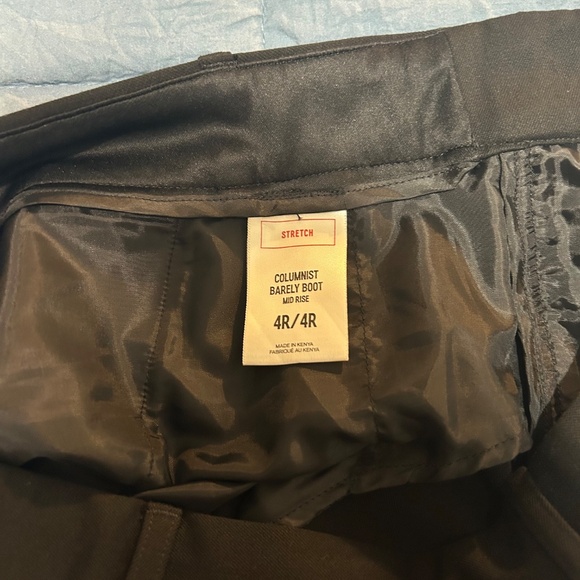 STRETCH
COLUMNIST
BARELY BOOT
MID RISE
4R/4R
MADE IN KENYA
FABRIQUÉ AU KENYA